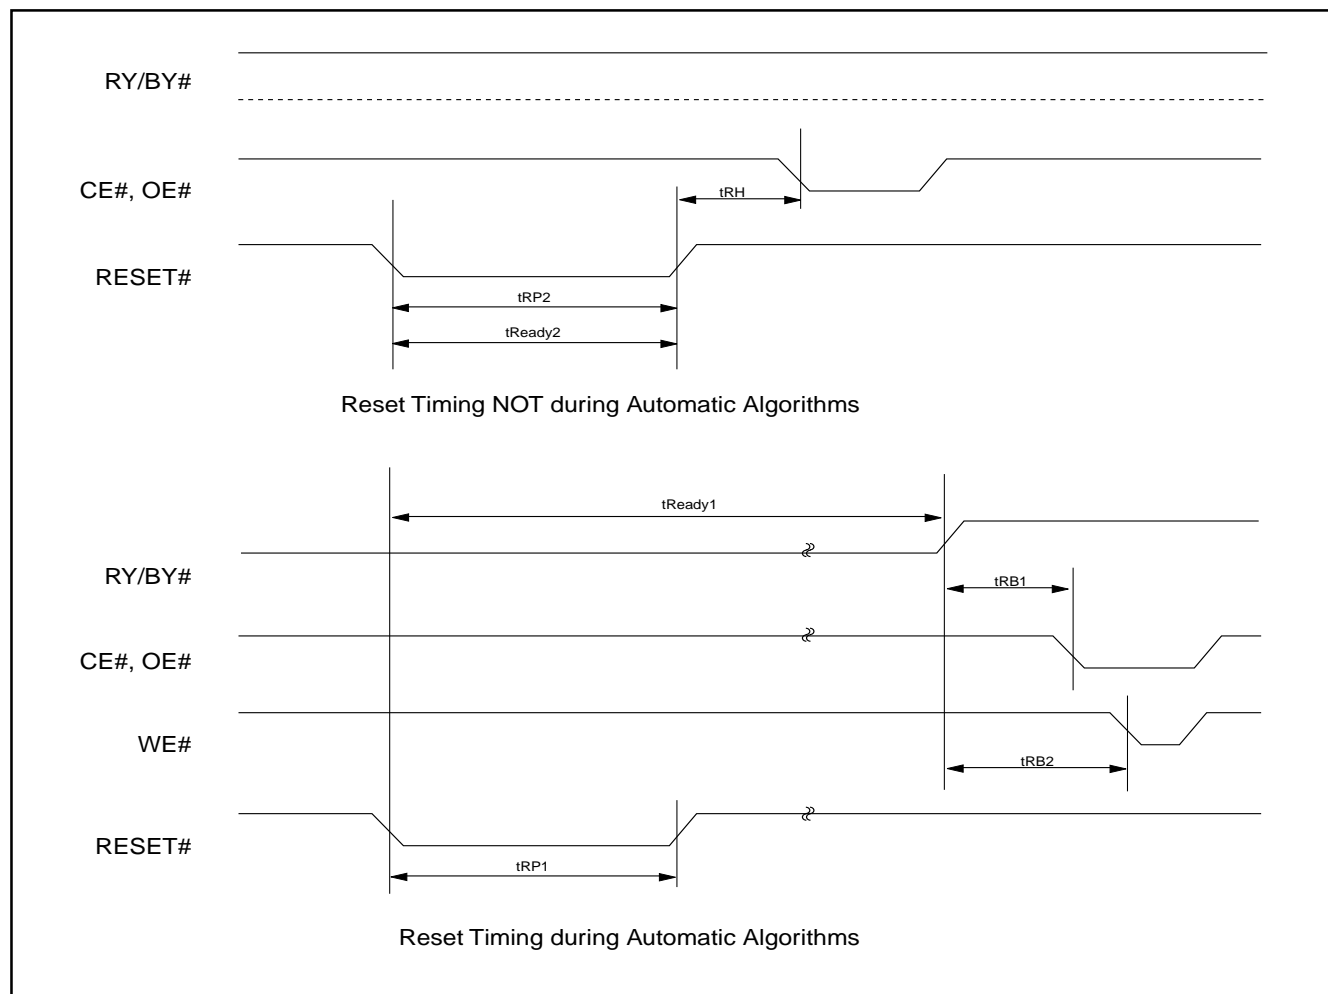 RY/BY#
CE#, OE#
tRH
RESET#
tRP2
tReady2
Reset Timing NOT during Automatic Algorithms
tReady1
RY/BY#
tRB1
CE#, OE#
WE#
tRB2
RESET#
tRP1
Reset Timing during Automatic Algorithms